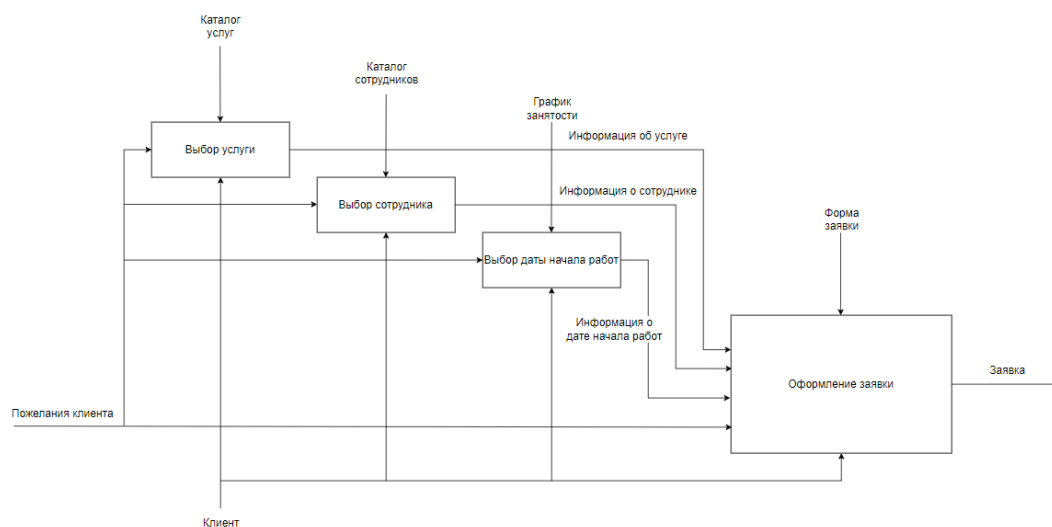 Каталог
услуг
Каталог
сотрудников
График
занятости
Информация об услуге
Выбор услуги
Информация о сотруднике
Выбор сотрудника
Форма
заявки
Выбор даты начала работ
Информация о
дате начала работ
Заявка
Оформление заявки
Пожелания клиента
Клиент